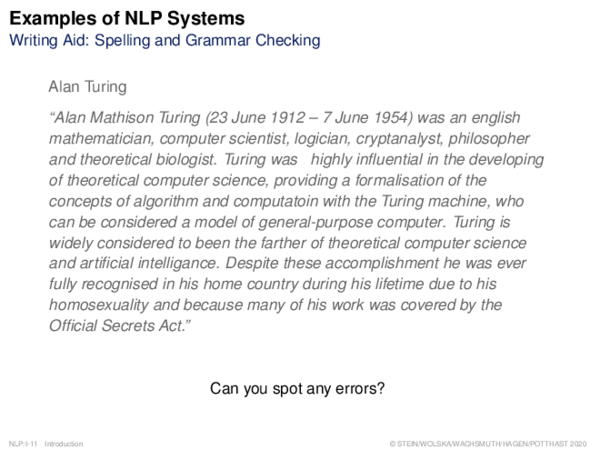 Examples of NLP Systems
Writing Aid: Spelling and Grammar Checking
Alan Turing
“Alan Mathison Turing (23 June 1912 – 7 June 1954) was an english
mathematician, computer scientist, logician, cryptanalyst, philosopher
and theoretical biologist. Turing was   highly influential in the developing
of theoretical computer science, providing a formalisation of the
concepts of algorithm and computatoin with the Turing machine, who
can be considered a model of general-purpose computer. Turing is
widely considered to been the farther of theoretical computer science
and artificial intelligance. Despite these accomplishment he was ever
fully recognised in his home country during his lifetime due to his
homosexuality and because many of his work was covered by the
Official Secrets Act.”
Can you spot any errors?
NLP:I-11 Introduction
© STEIN/WOLSKA/WACHSMUTH/HAGEN/POTTHAST 2020